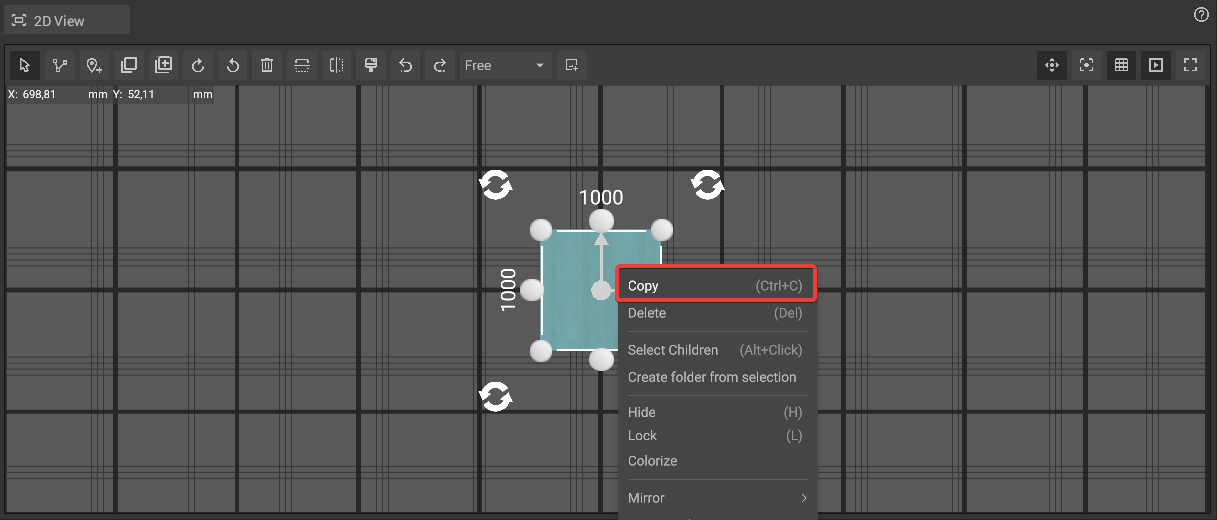 2D View
Free
X: 698,81 mm Y: 52,11 mm
1000
1000
Copy (Ctrl+C)
Delete (Del)
Select Children (Alt+Click)
Create folder from selection
Hide (H)
Lock (L)
Colorize
Mirror